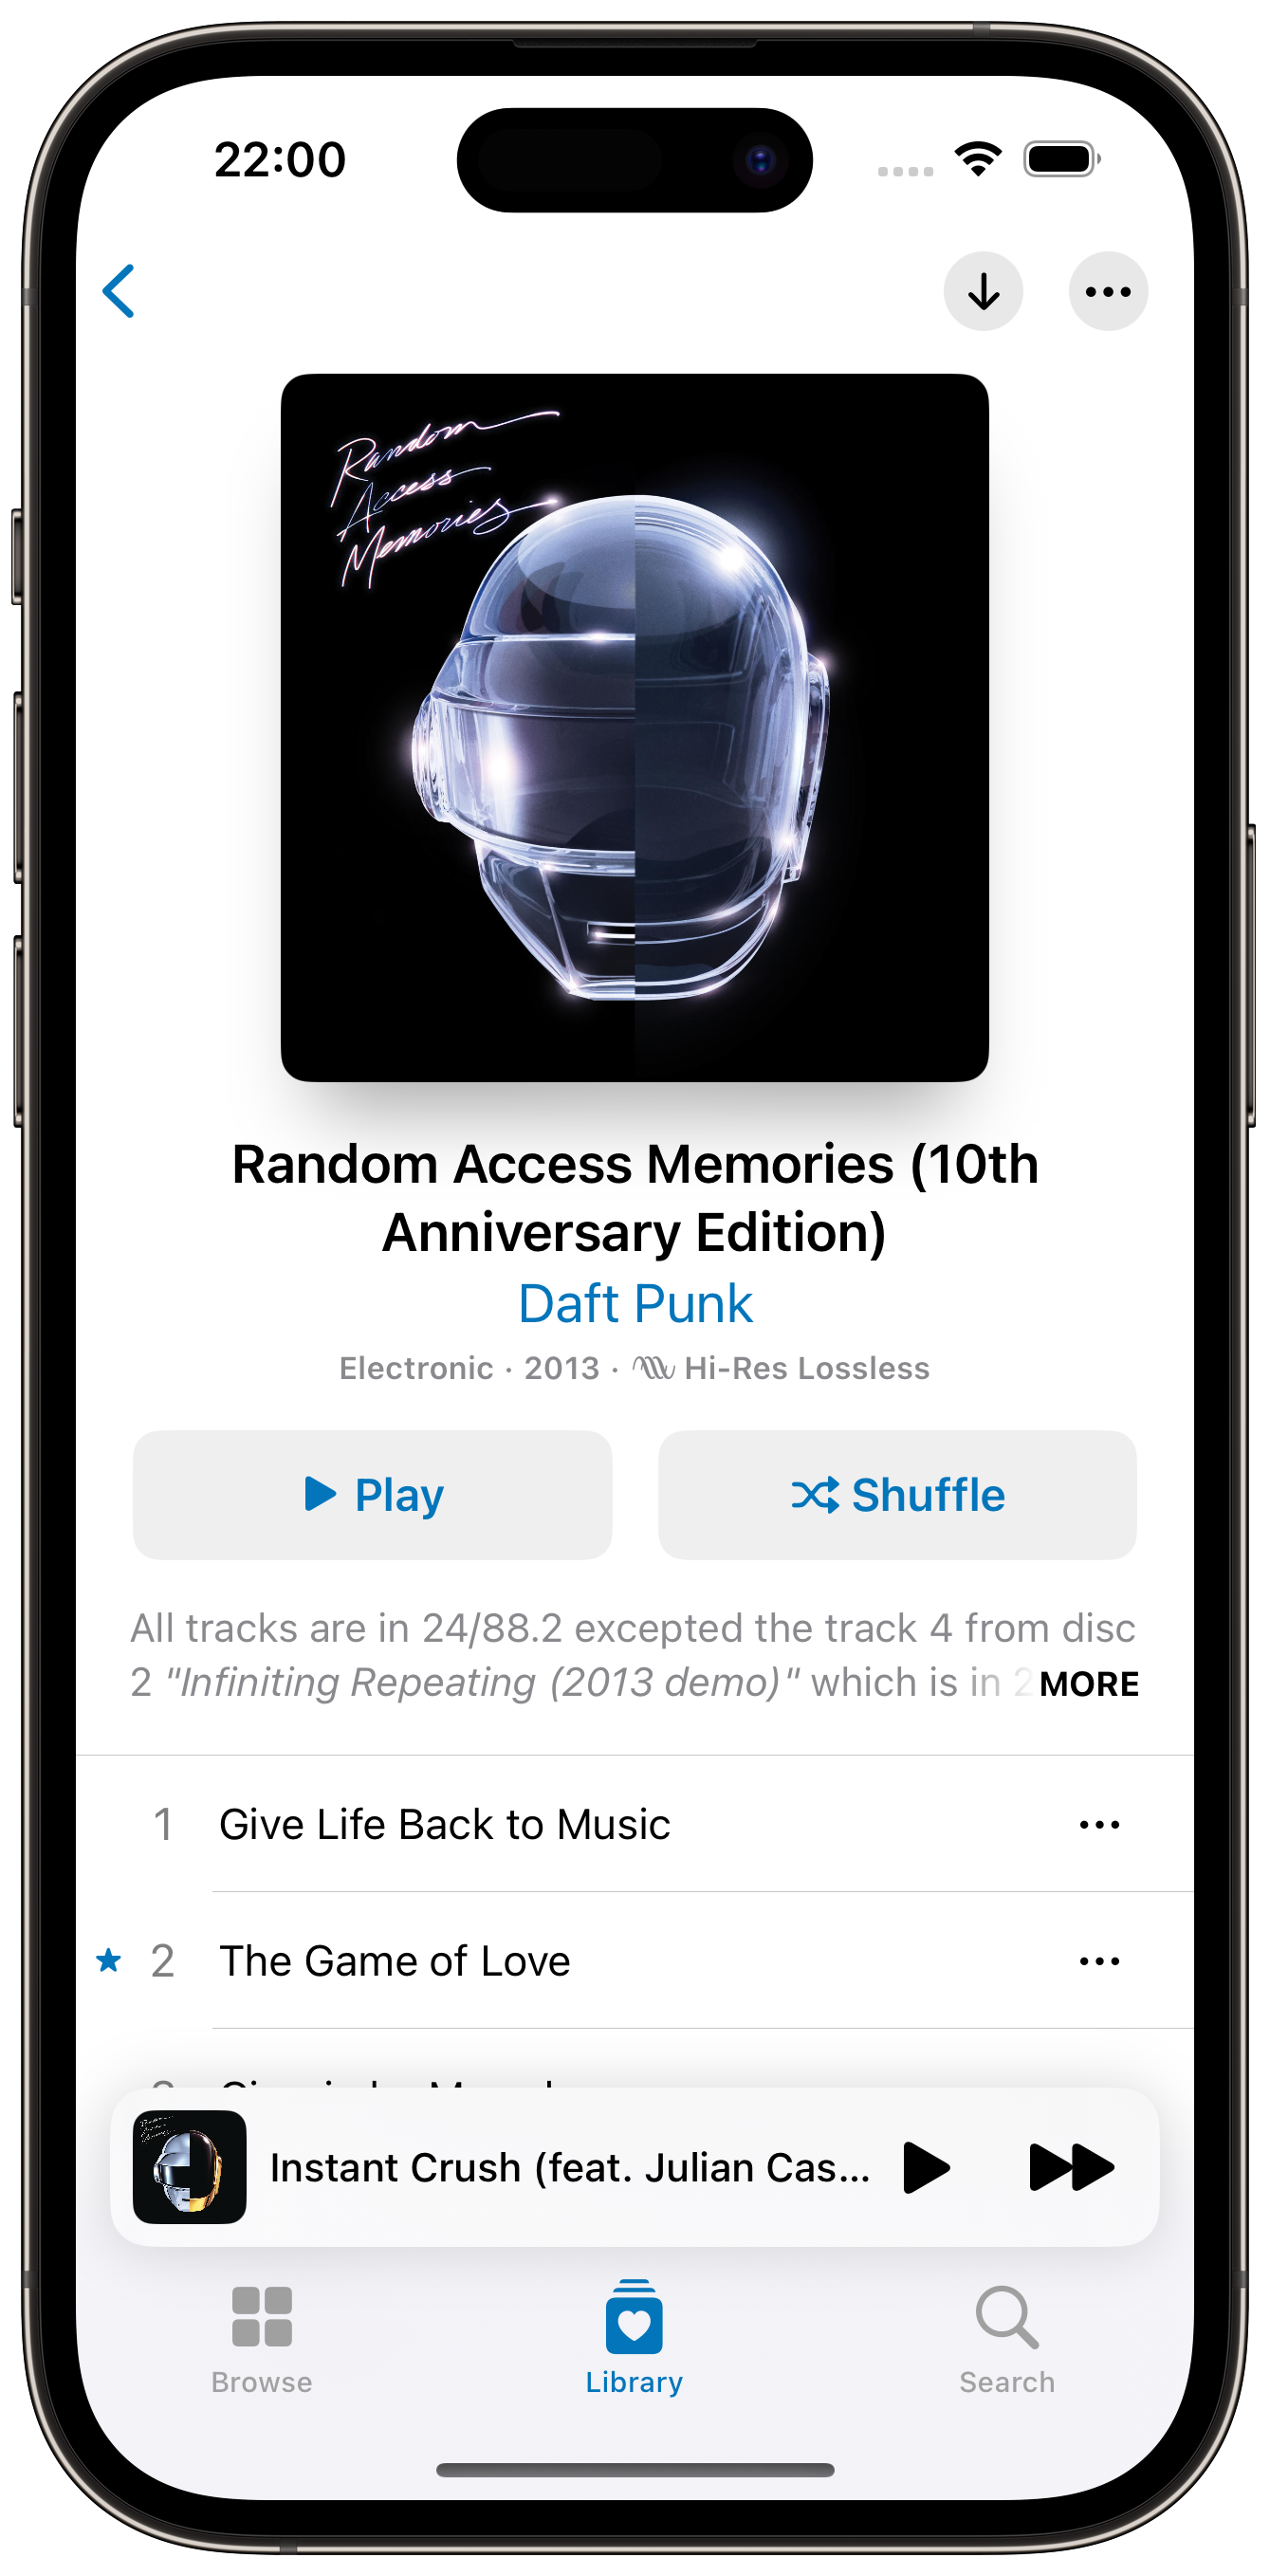 22:00
Random
Access
Memories
Random Access Memories (10th
Anniversary Edition)
Daft Punk
Electronic · 2013 · Hi-Res Lossless
Play
Shuffle
All tracks are in 24/88.2 excepted the track 4 from disc
2 "Infiniting Repeating (2013 demo)" which is in 2
MORE
1 Give Life Back to Music
2 The Game of Love
Instant Crush (feat. Julian Cas...
Browse
Library
Search